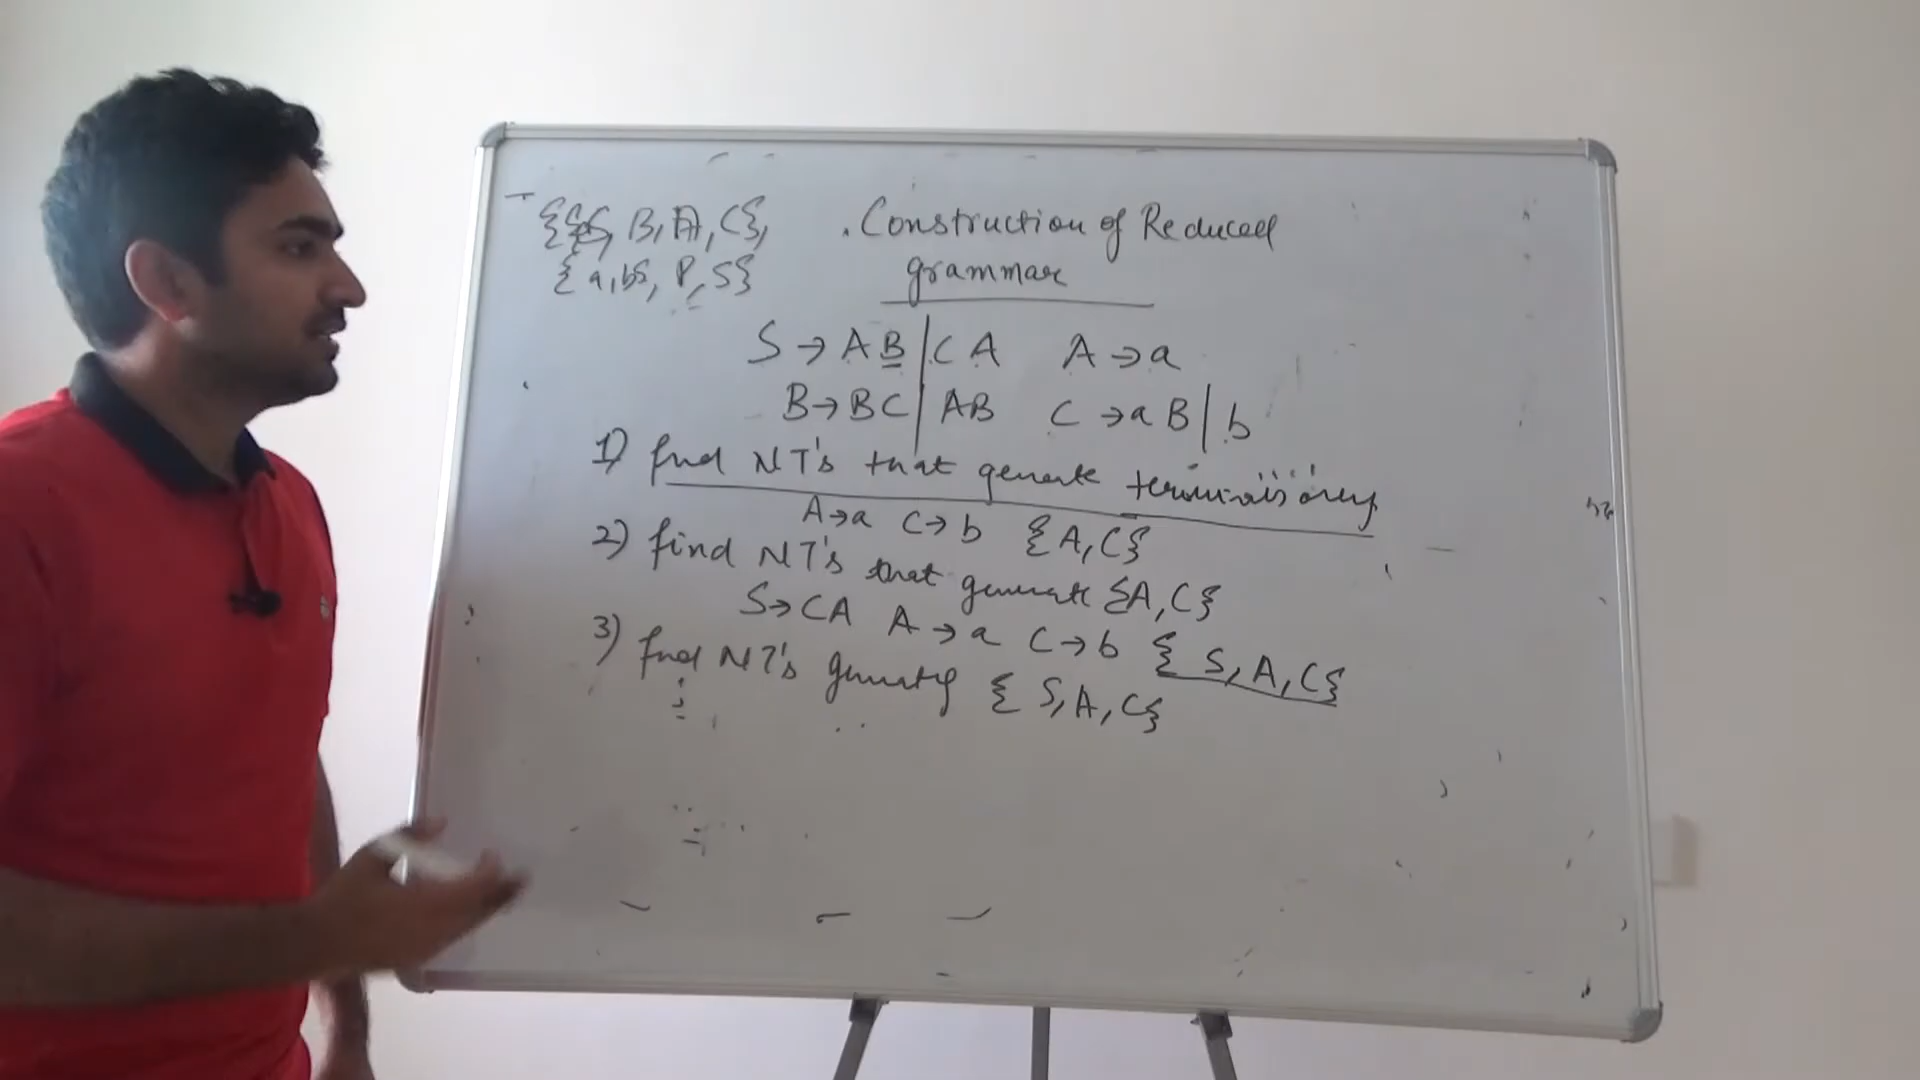 {S, B, A, C},
{a, b}, P, S}
. Construction of Reduced
grammar
S → AB | CA A → a
B → BC | AB C → aB | b
1) find NT's that generate terminals only
A→a C→b {A, C}
2) find NT's that generate {A, C}
S→CA A→a C→b {S, A, C}
3) find NT's generating {S, A, C}